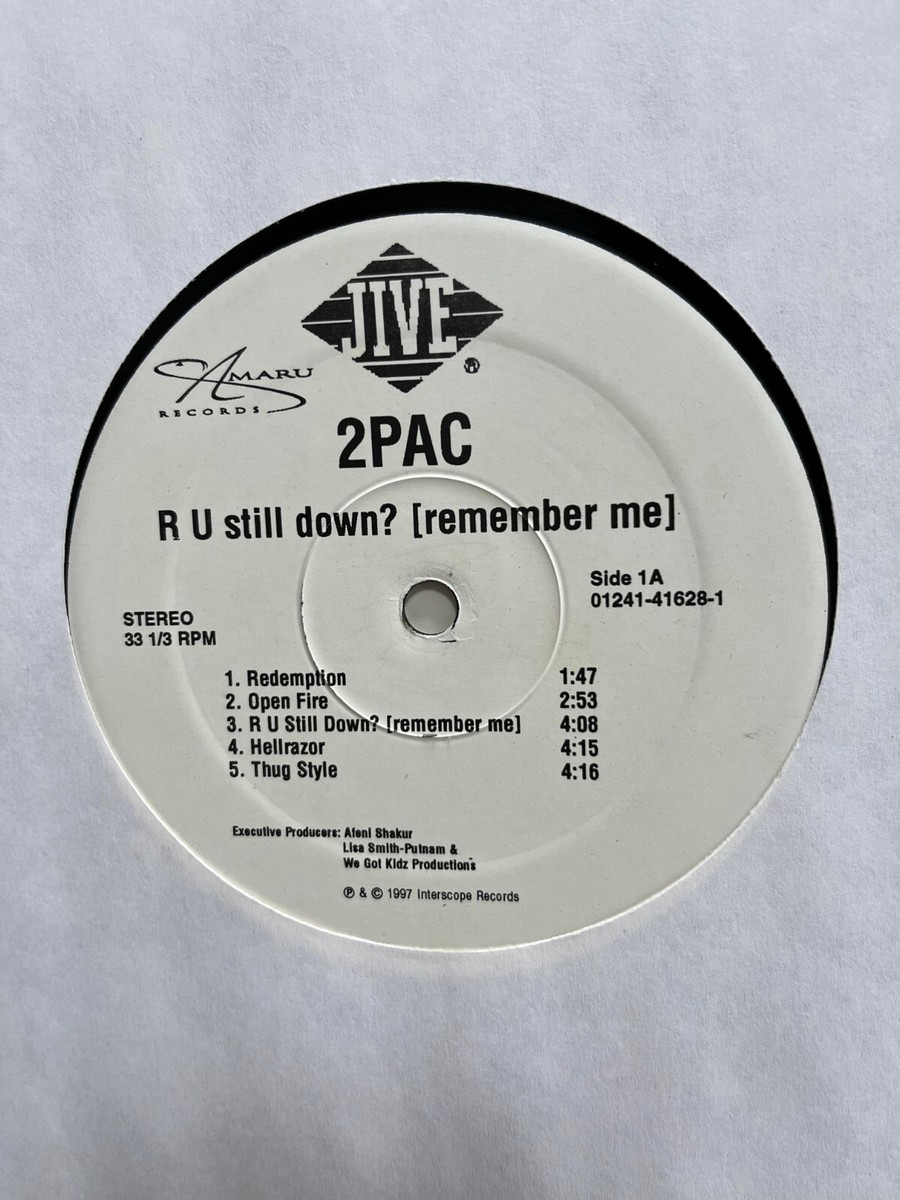 JIVE
®
AMARU
RECORDS
2PAC
R U still down? [remember me]
Side 1A
01241-41628-1
STEREO
33 1/3 RPM
1. Redemption 1:47
2. Open Fire 2:53
3. R U Still Down? [remember me] 4:08
4. Hellrazor 4:15
5. Thug Style 4:16
Executive Producers: Afeni Shakur
Lisa Smith-Putnam &
We Got Kidz Productions
℗ & © 1997 Interscope Records